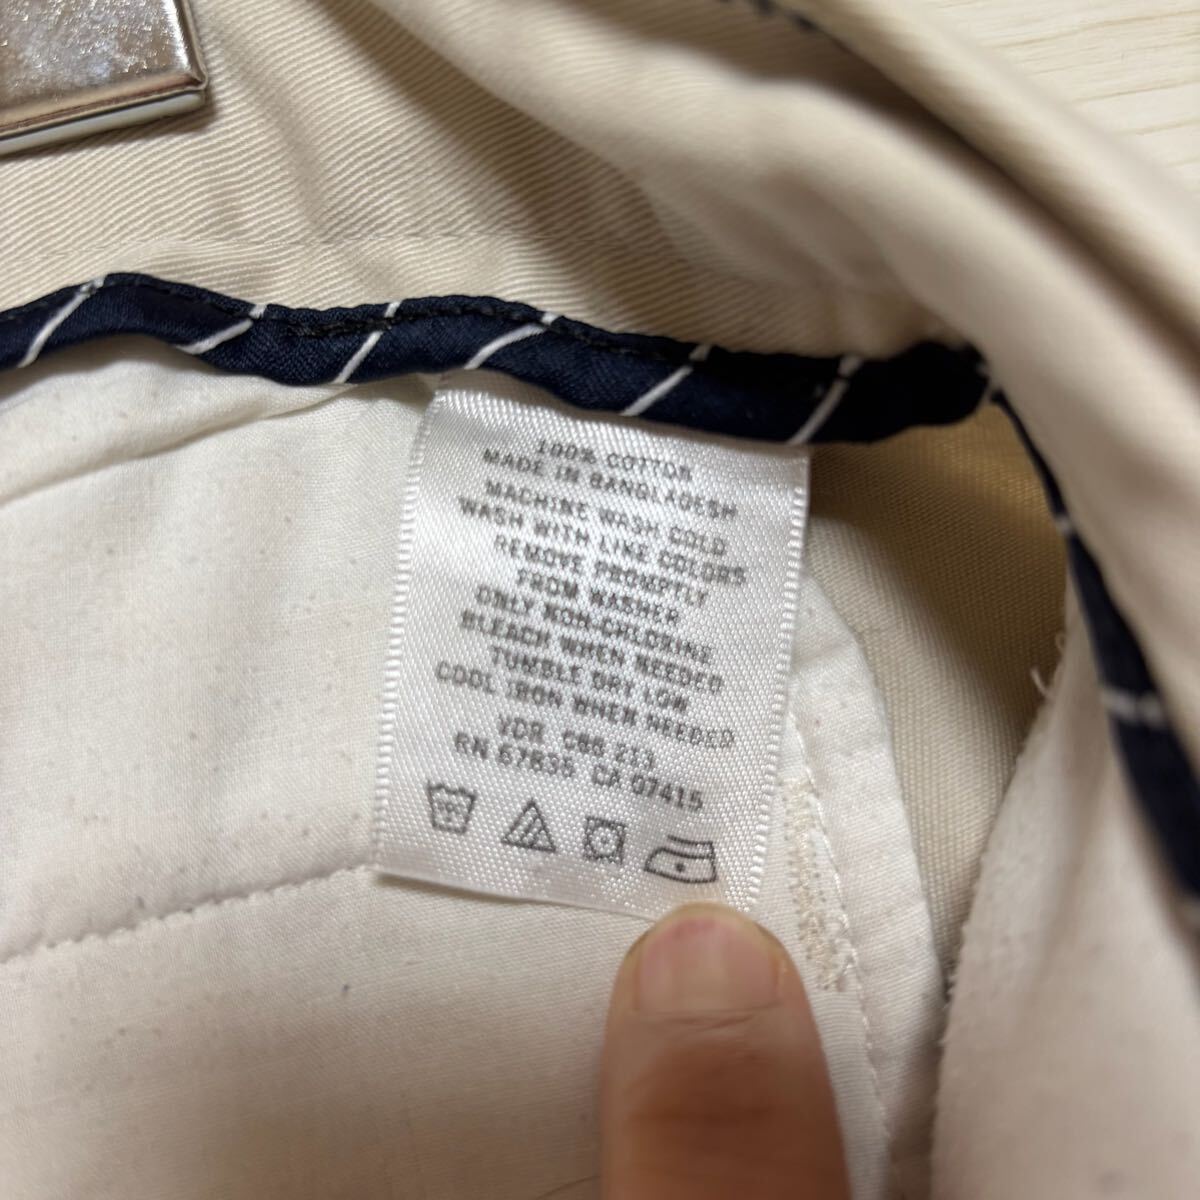 100% COTTON
MADE IN BANGLADESH
MACHINE WASH COLD
WASH WITH LIKE COLORS
REMOVE PROMPTLY
FROM WASHER
ONLY NON-CHLORINE
BLEACH WHEN NEEDED
TUMBLE DRY LOW
COOL IRON WHEN NEEDED
RN 67835 CA 07415